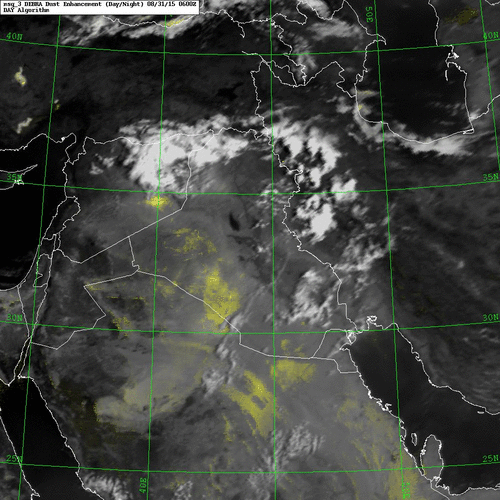 msg_3 DEBRA Dust Enhancement (Day/Night) 08/31/15 0600Z
DAY Algorithm
50E
40N
40N
35N
35N
30N
30N
25N
25N
40E